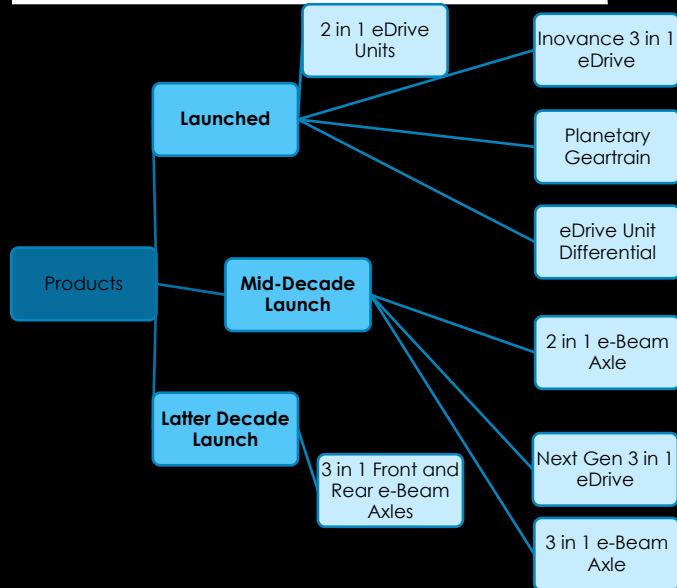 2 in 1 eDrive
Units
Inovance 3 in 1
eDrive
Launched
Planetary
Geartrain
eDrive Unit
Differential
Products
Mid-Decade
Launch
2 in 1 e-Beam
Axle
Latter Decade
Launch
Next Gen 3 in 1
eDrive
3 in 1 Front and
Rear e-Beam
Axles
3 in 1 e-Beam
Axle